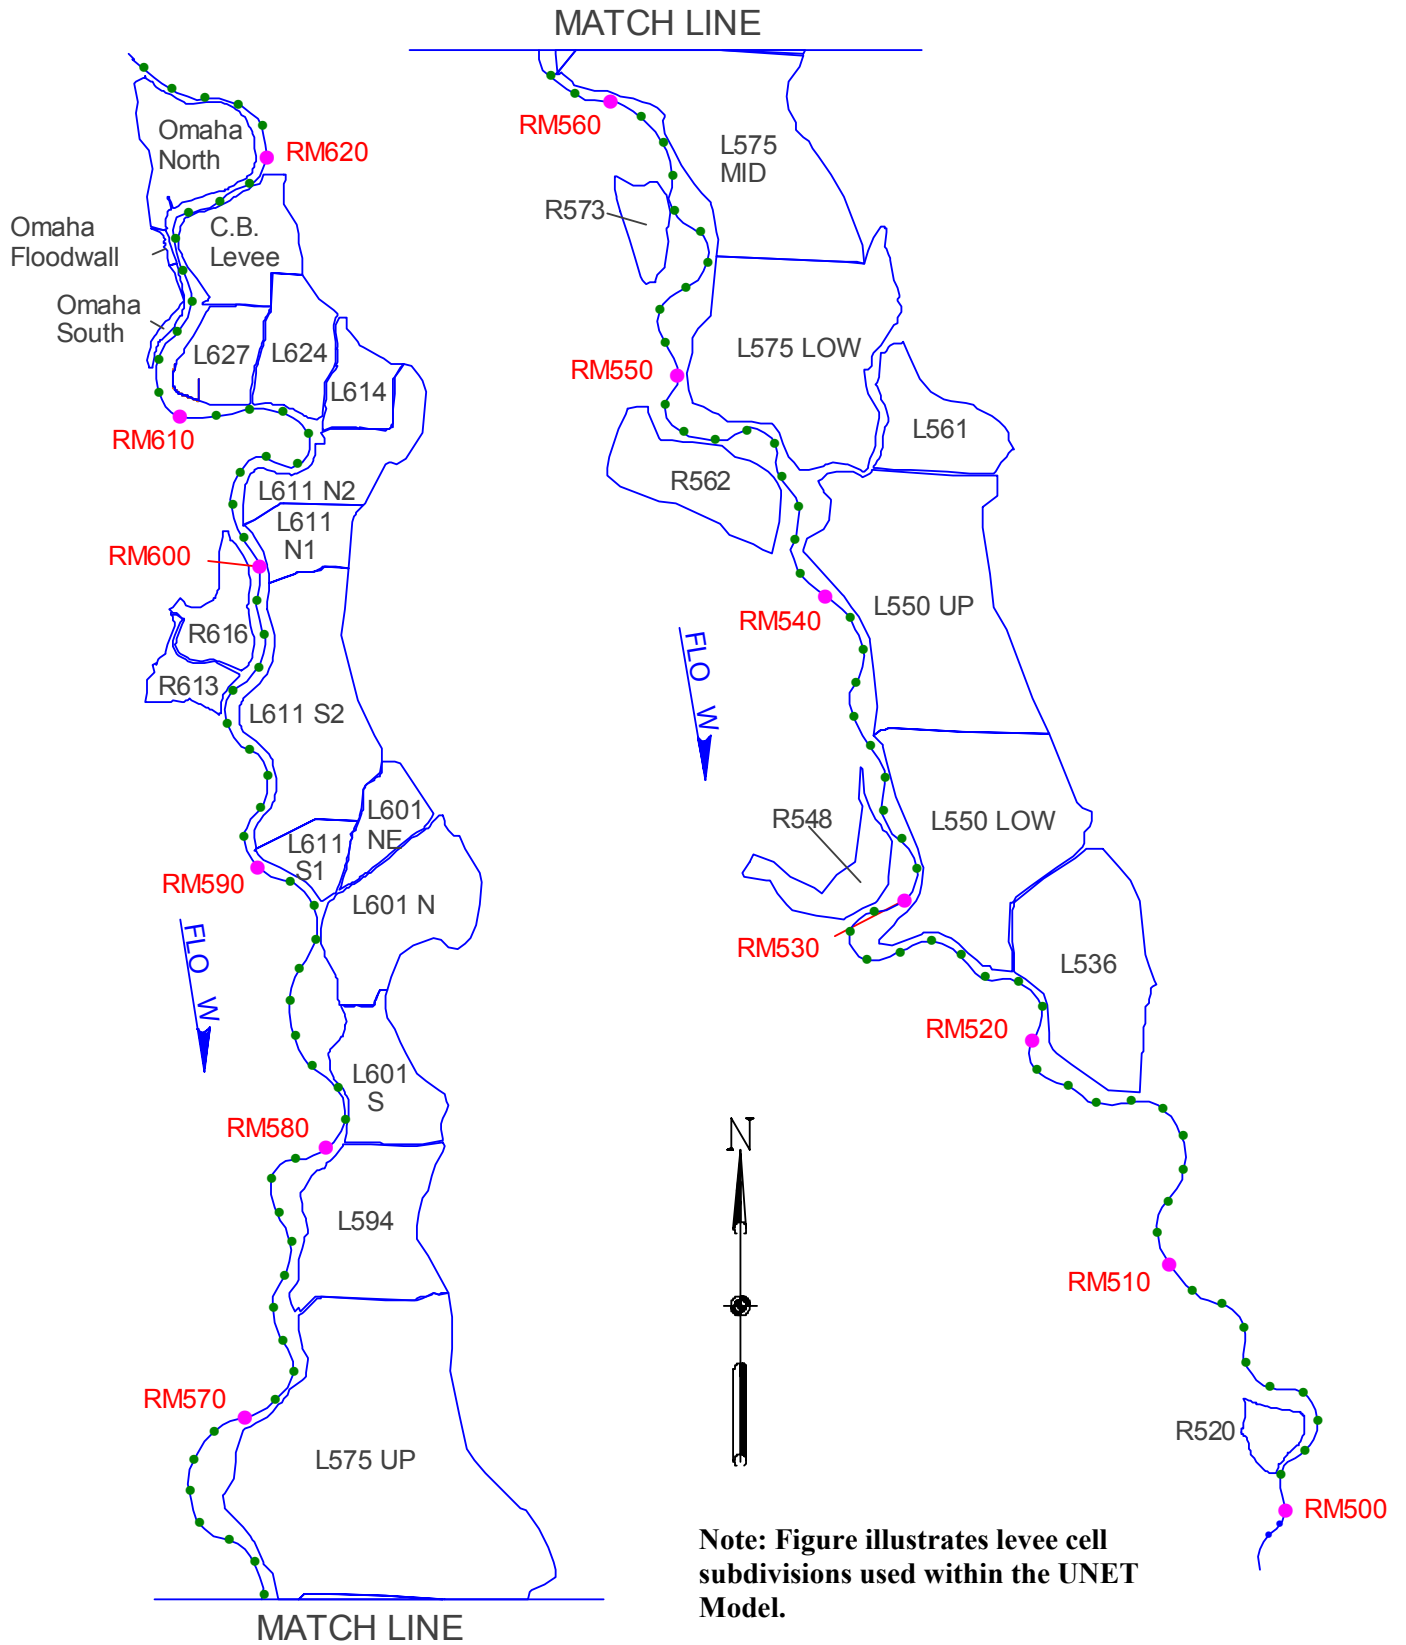 MATCH LINE
Omaha
North
RM620
Omaha
Floodwall
C.B.
Levee
Omaha
South
L627
L624
L614
RM610
L611 N2
L611
N1
RM600
R616
R613
L611 S2
L601
NE
L611
S1
RM590
L601 N
FLO W
L601
S
RM580
L594
RM570
L575 UP
MATCH LINE
RM560
L575
MID
R573
L575 LOW
RM550
L561
R562
L550 UP
RM540
FLO W
R548
L550 LOW
RM530
L536
RM520
N
RM510
R520
RM500
Note: Figure illustrates levee cell
subdivisions used within the UNET
Model.